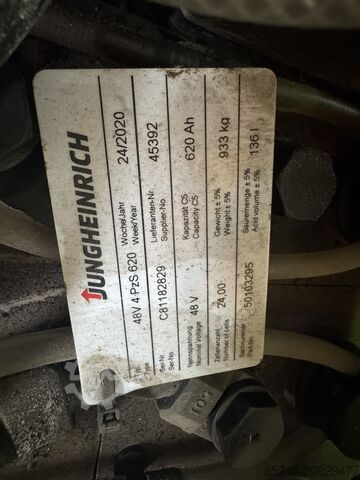 JUNGHEINRICH
Type 48V 4 PzS 620 Woche/Jahr Week/Year 24/2020
Ser-Nr. Ser-No C81182829 Lieferanten-Nr. Supplier-No. 45392
Nennspannung Nominal Voltage 48 V Kapazität C5 Capacity C5 620 Ah
Zellenanzahl Number of cells 24.00 Gewicht ± 5% Weight ± 5% 933 kg
Sachnummer Part-No. 50103295 Säuremenge ± 5% Acid volume ± 5% 136 l